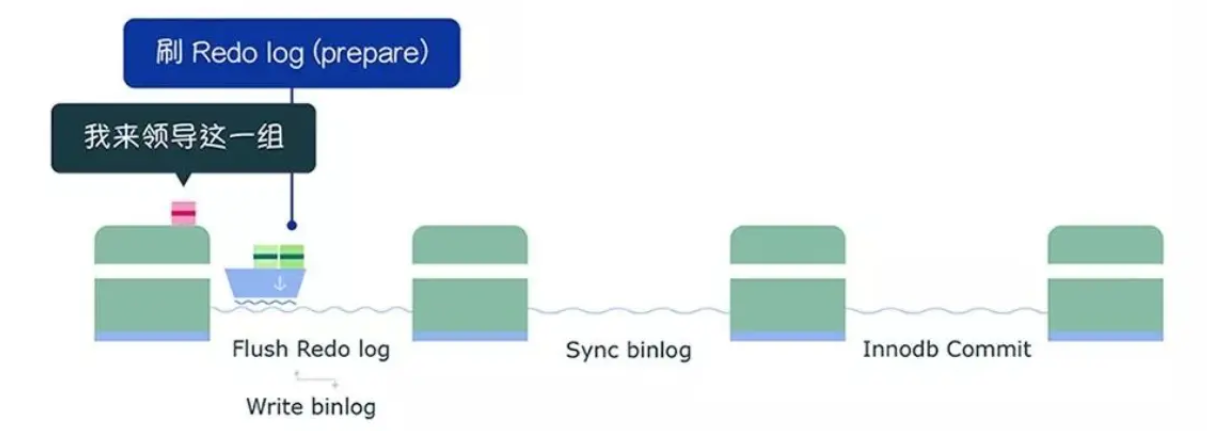 刷 Redo log (prepare)
我来领导这一组
Flush Redo log
Sync binlog
Innodb Commit
Write binlog